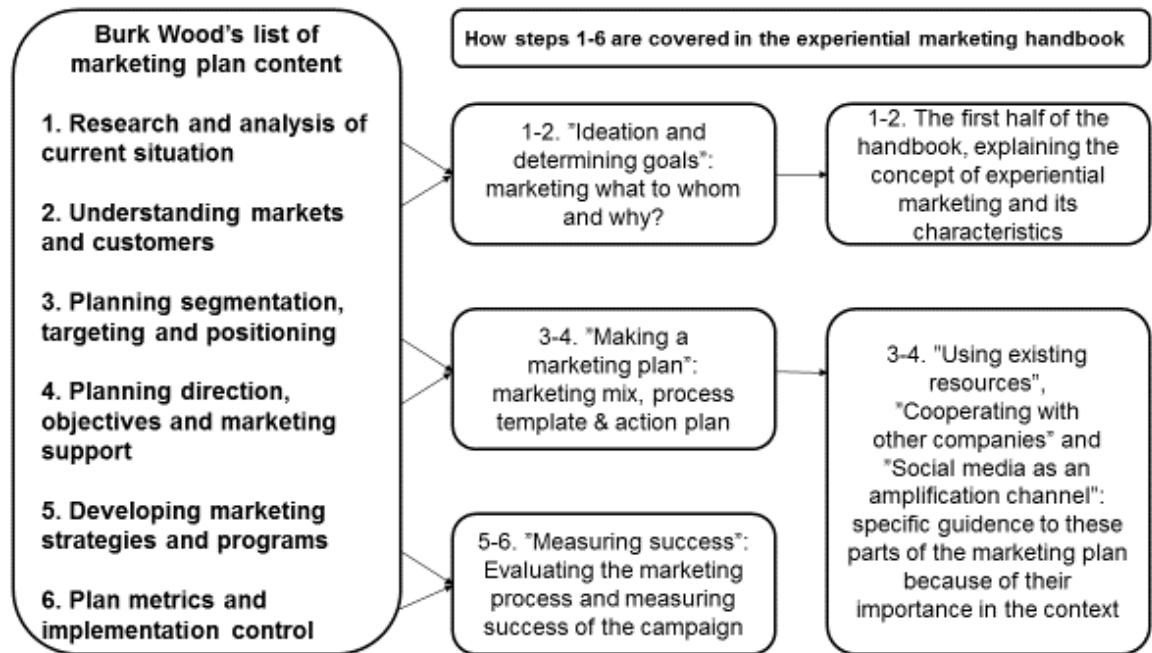 Burk Wood's list of
marketing plan content
1. Research and analysis of
current situation
2. Understanding markets
and customers
3. Planning segmentation,
targeting and positioning
4. Planning direction,
objectives and marketing
support
5. Developing marketing
strategies and programs
6. Plan metrics and
implementation control
How steps 1-6 are covered in the experiential marketing handbook
1-2. ”Ideation and
determining goals”:
marketing what to whom
and why?
1-2. The first half of the
handbook, explaining the
concept of experiential
marketing and its
characteristics
3-4. ”Making a
marketing plan”:
marketing mix, process
template & action plan
3-4. ”Using existing
resources”,
”Cooperating with
other companies” and
”Social media as an
amplification channel”:
specific guidence to these
parts of the marketing plan
because of their
importance in the context
5-6. ”Measuring success”:
Evaluating the marketing
process and measuring
success of the campaign